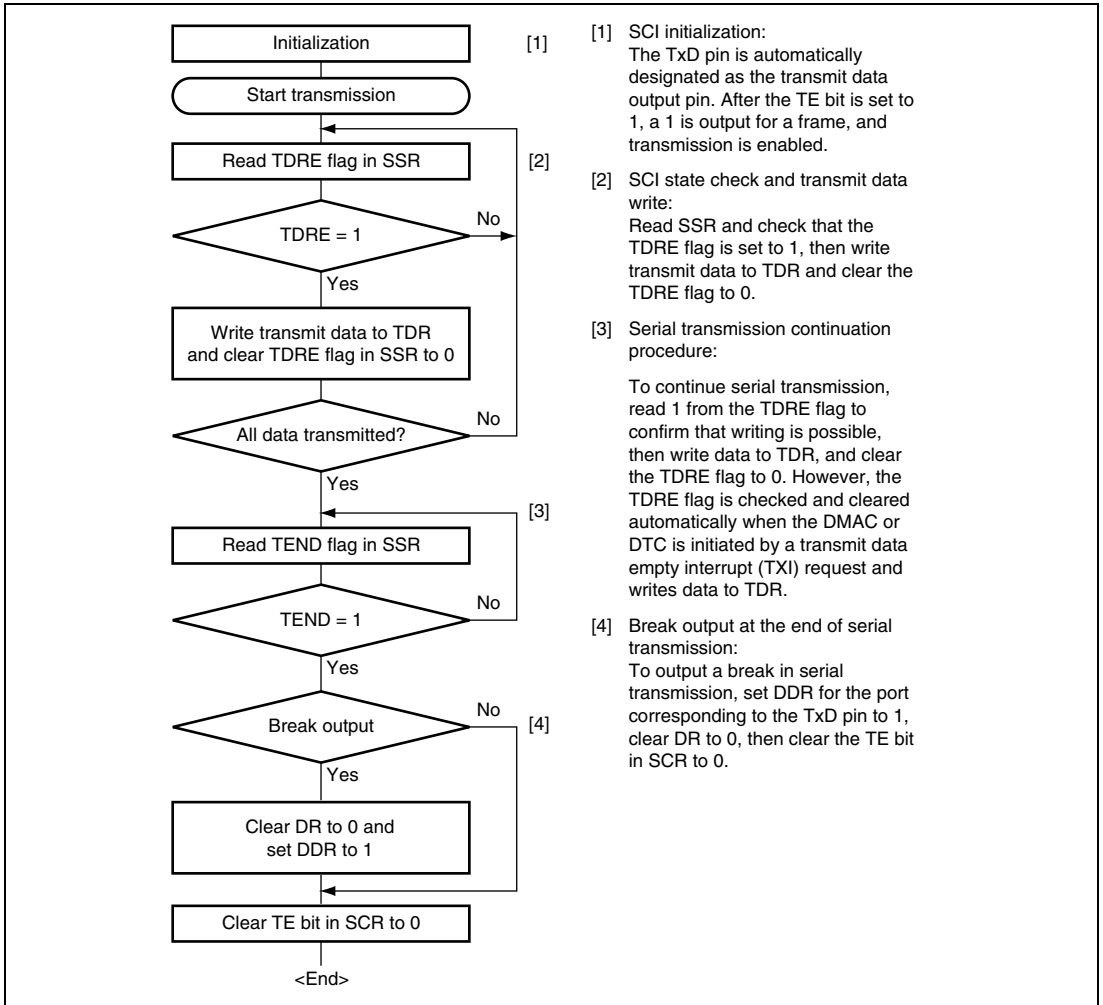 Initialization
[1]
Start transmission
Read TDRE flag in SSR
[2]
No
TDRE = 1
Yes
Write transmit data to TDR
and clear TDRE flag in SSR to 0
No
All data transmitted?
Yes
[3]
Read TEND flag in SSR
No
TEND = 1
Yes
No
[4]
Break output
Yes
Clear DR to 0 and
set DDR to 1
Clear TE bit in SCR to 0
<End>
[1] SCI initialization:
The TxD pin is automatically
designated as the transmit data
output pin. After the TE bit is set to
1, a 1 is output for a frame, and
transmission is enabled.
[2] SCI state check and transmit data
write:
Read SSR and check that the
TDRE flag is set to 1, then write
transmit data to TDR and clear the
TDRE flag to 0.
[3] Serial transmission continuation
procedure:
To continue serial transmission,
read 1 from the TDRE flag to
confirm that writing is possible,
then write data to TDR, and clear
the TDRE flag to 0. However, the
TDRE flag is checked and cleared
automatically when the DMAC or
DTC is initiated by a transmit data
empty interrupt (TXI) request and
writes data to TDR.
[4] Break output at the end of serial
transmission:
To output a break in serial
transmission, set DDR for the port
corresponding to the TxD pin to 1,
clear DR to 0, then clear the TE bit
in SCR to 0.